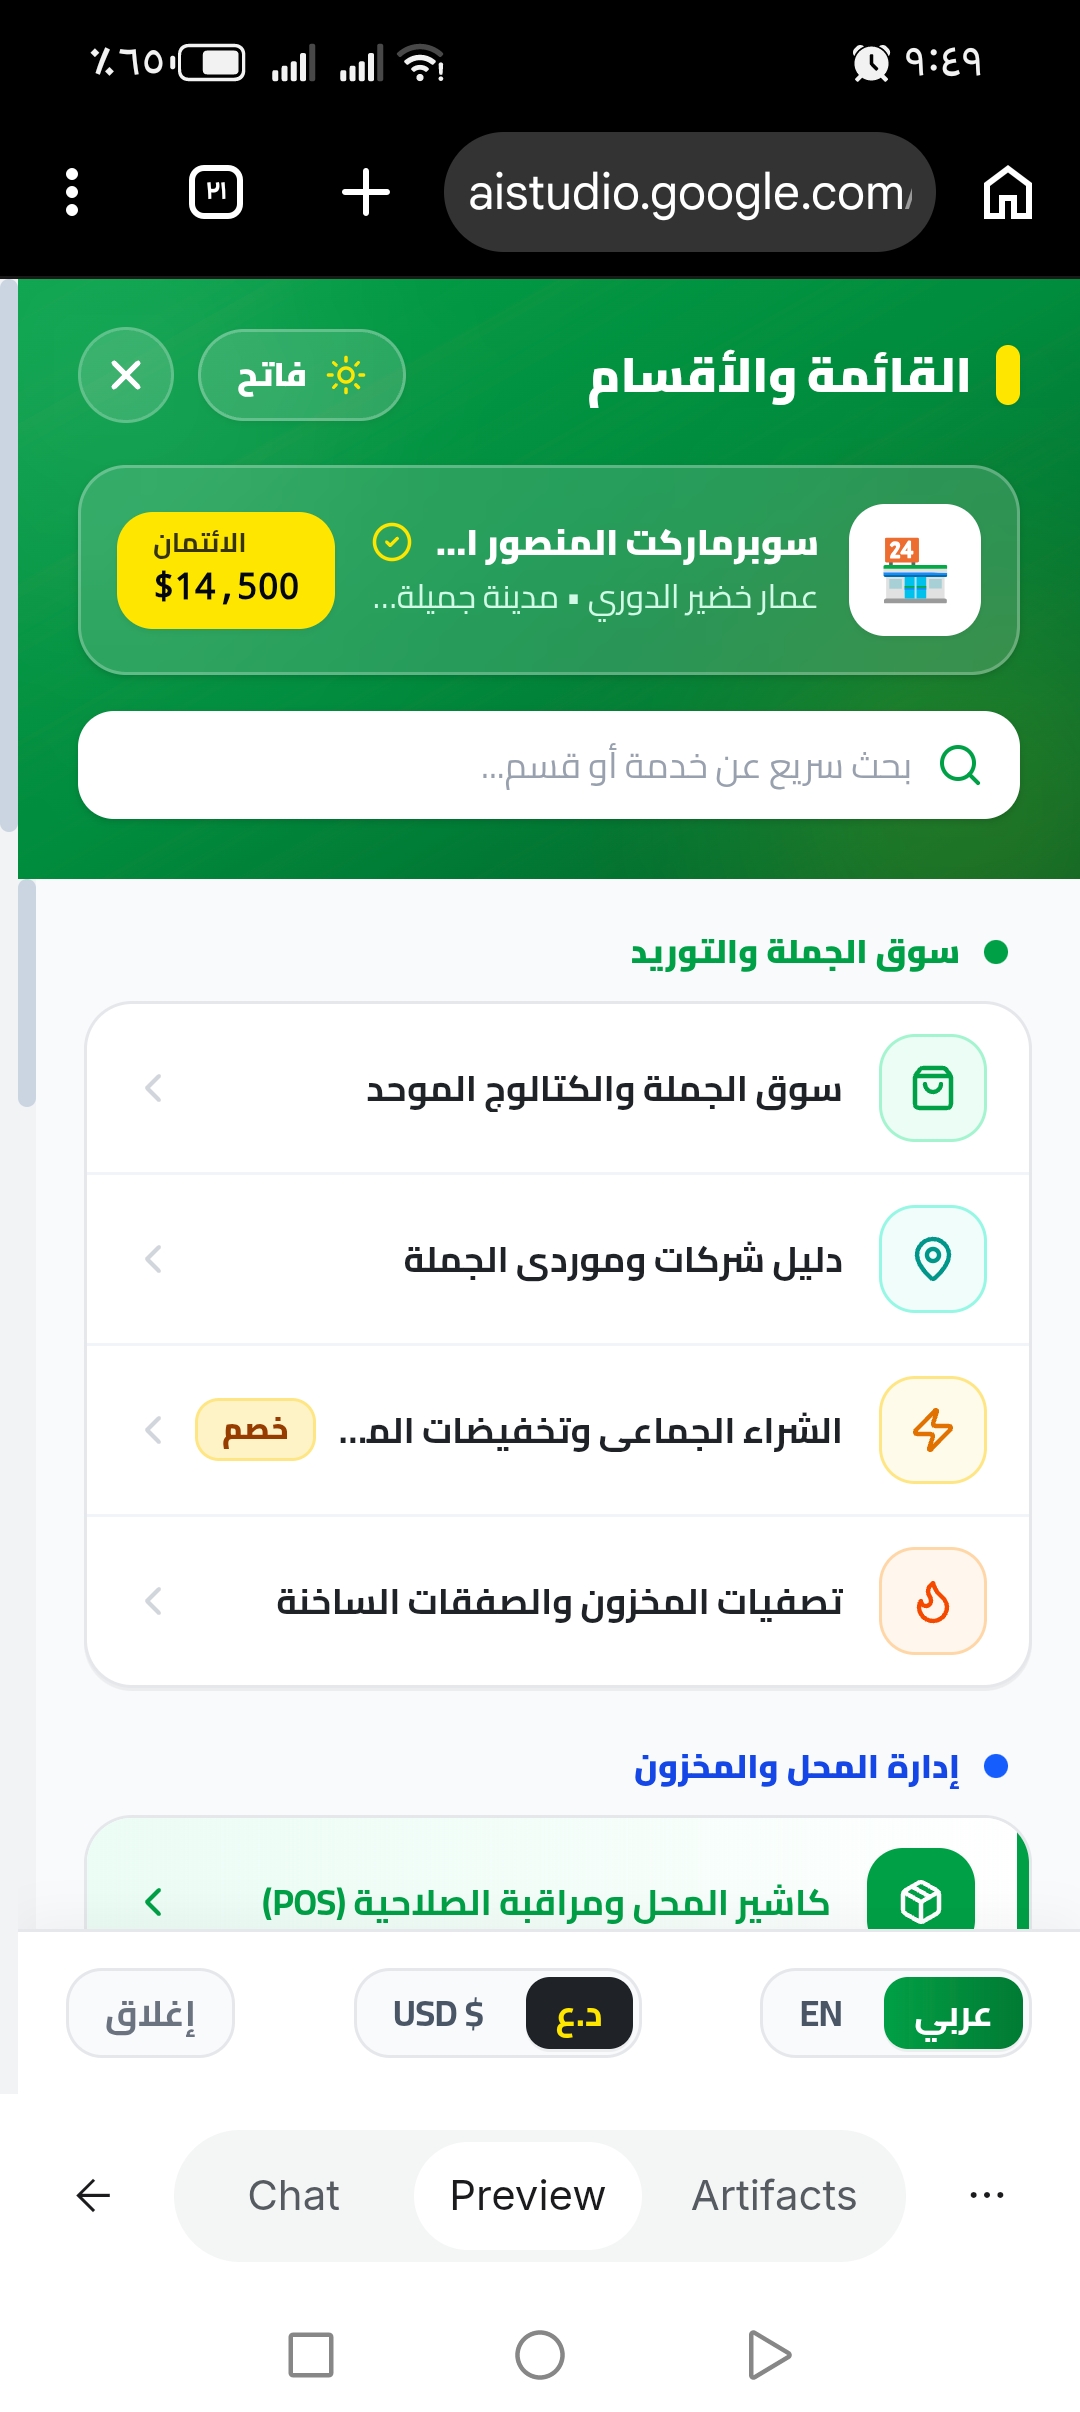 ٩:٤٩
٪٦٥
aistudio.google.com/
٢١
القائمة والأقسام
فاتح
24
سوبرماركت المنصور ا...
عمار خضير الدوري ▪ مدينة جميلة...
الائتمان
$14,500
بحث سريع عن خدمة أو قسم...
سوق الجملة والتوريد
سوق الجملة والكتالوج الموحد
دليل شركات وموردى الجملة
الشراء الجماعى وتخفيضات المـ...
خصم
تصفيات المخزون والصفقات الساخنة
إدارة المحل والمخزون
كاشير المحل ومراقبة الصلاحية (POS)
عربي
EN
د.ع
USD $
إغلاق
Chat
Preview
Artifacts